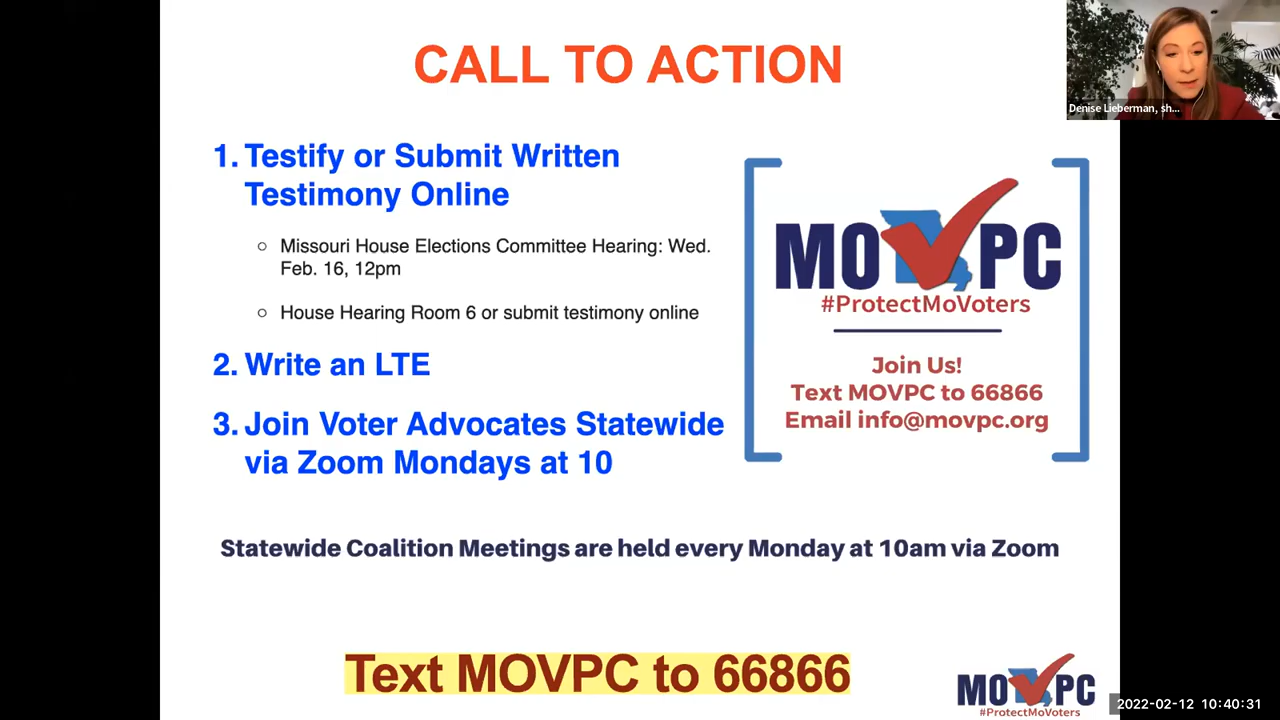 CALL TO ACTION
Denise Lieberman, sh...
1. Testify or Submit Written
Testimony Online
○ Missouri House Elections Committee Hearing: Wed.
Feb. 16, 12pm
○ House Hearing Room 6 or submit testimony online
2. Write an LTE
3. Join Voter Advocates Statewide
via Zoom Mondays at 10
MO PC
#ProtectMoVoters
Join Us!
Text MOVPC to 66866
Email info@movpc.org
Statewide Coalition Meetings are held every Monday at 10am via Zoom
Text MOVPC to 66866
MO PC
#ProtectMoVoters
2022-02-12 10:40:31